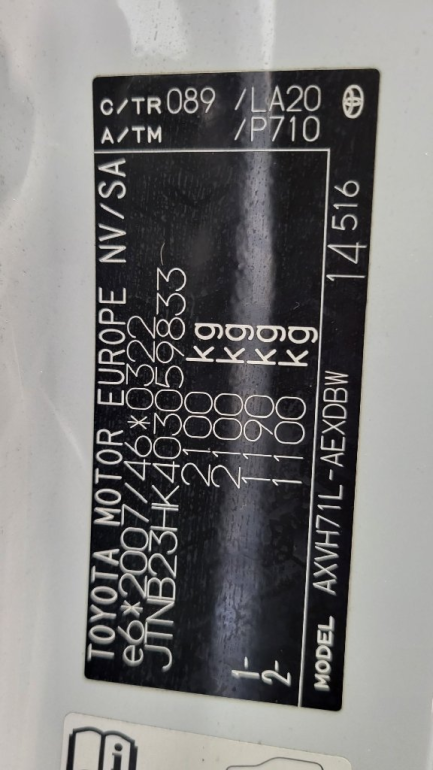 C/TR 089 /LA20
A/TM /P710
TOYOTA MOTOR EUROPE NV/SA
e6*2007/46*0322
JTNB23HK403059833
2100 kg
2100 kg
1- 1190 kg
2- 1100 kg
MODEL AXVH71L-AEXDBW 14516